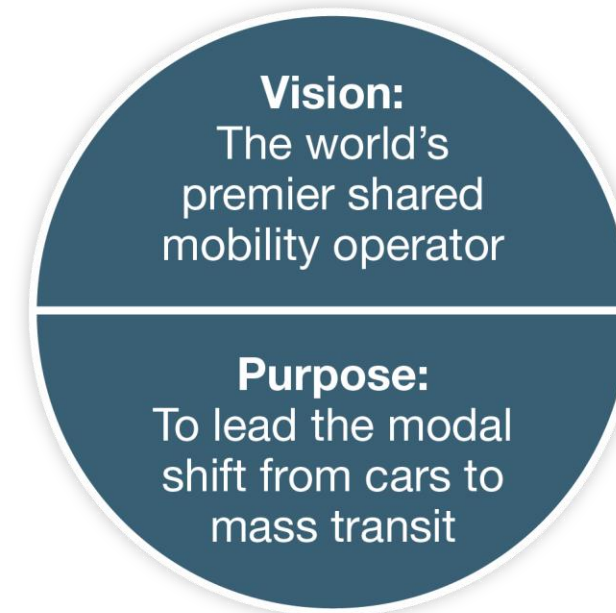 Vision:
The world’s
premier shared
mobility operator
Purpose:
To lead the modal
shift from cars to
mass transit